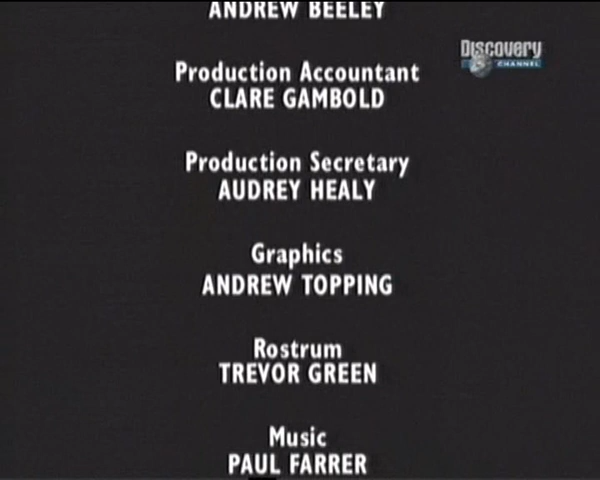 ANDREW BEELEY
Discovery
CHANNEL
Production Accountant
CLARE GAMBOLD
Production Secretary
AUDREY HEALY
Graphics
ANDREW TOPPING
Rostrum
TREVOR GREEN
Music
PAUL FARRER